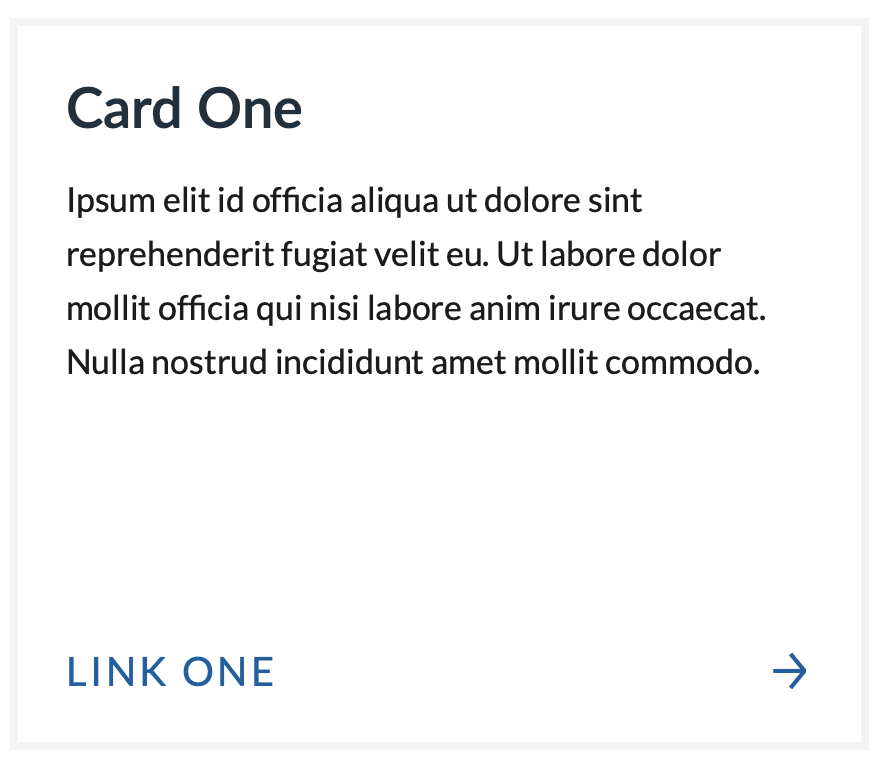 Card One
Ipsum elit id officia aliqua ut dolore sint
reprehenderit fugiat velit eu. Ut labore dolor
mollit officia qui nisi labore anim irure occaecat.
Nulla nostrud incididunt amet mollit commodo.
LINK ONE →